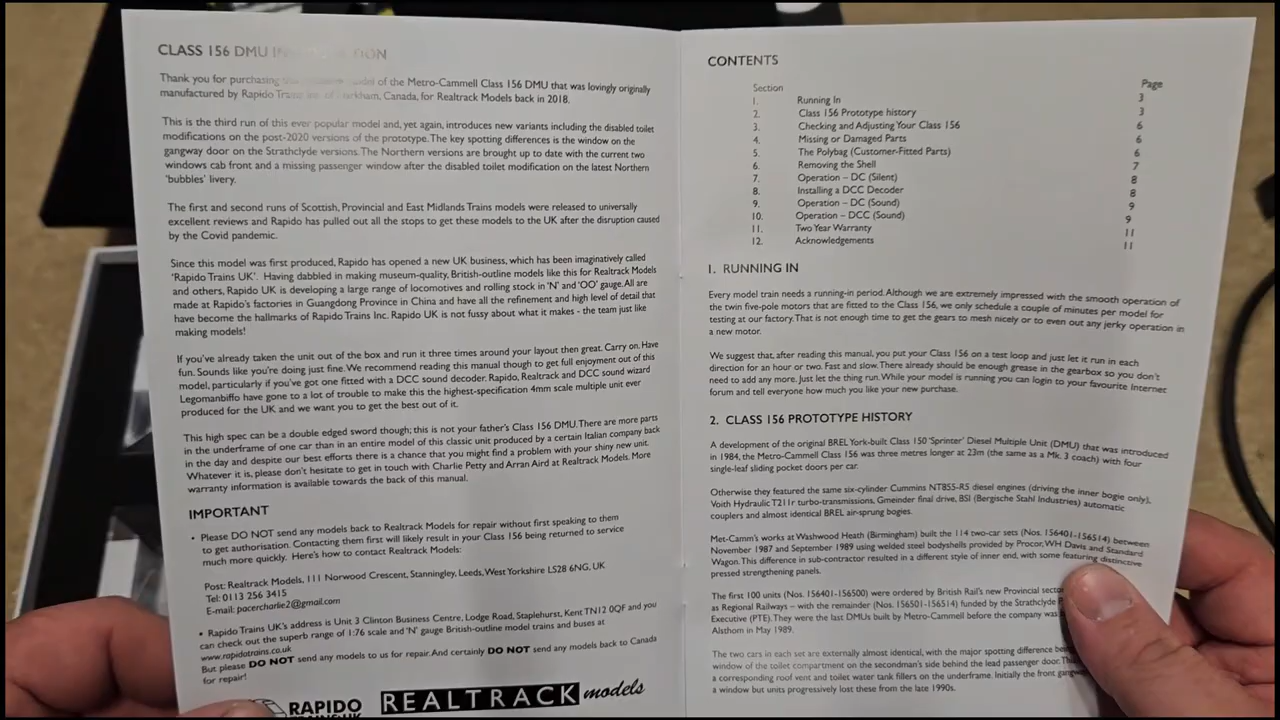 CLASS 156 DMU IN ION
Thank you for purchasing model of the Metro-Cammell Class 156 DMU that was lovingly originally
manufactured by Rapido Markham, Canada, for Realtrack Models back in 2018.
This is the third run of this ever popular model and, yet again, introduces new variants including the disabled toilet
modifications on the post-2020 versions of the prototype. The key spotting differences is the window on the
gangway door on the Strathclyde versions. The Northern versions are brought up to date with the current two
windows cab front and a missing passenger window after the disabled toilet modification on the latest Northern
'bubbles' livery.
The first and second runs of Scottish, Provincial and East Midlands Trains models were released to universally
excellent reviews and Rapido has pulled out all the stops to get these models to the UK after the disruption caused
by the Covid pandemic.
Since this model was first produced, Rapido has opened a new UK business, which has been imaginatively called
'Rapido Trains UK'. Having dabbled in making museum-quality, British-outline models like this for Realtrack Models
and others, Rapido UK is developing a large range of locomotives and rolling stock in 'N' and 'OO' gauge. All are
made at Rapido's factories in Guangdong Province in China and have all the refinement and high level of detail that
have become the hallmarks of Rapido Trains Inc. Rapido UK is not fussy about what it makes - the team just like
making models!
If you've already taken the unit out of the box and run it three times around your layout then great. Carry on. Have
fun. Sounds like you're doing just fine. We recommend reading this manual though to get full enjoyment out of this
model, particularly if you've got one fitted with a DCC sound decoder. Rapido, Realtrack and DCC sound wizard
Legomanbiffo have gone to a lot of trouble to make this the highest-specification 4mm scale multiple unit ever
produced for the UK and we want you to get the best out of it.
This high spec can be a double edged sword though; this is not your father's Class 156 DMU. There are more parts
in the underframe of one car than in an entire model of this classic unit produced by a certain Italian company back
in the day and despite our best efforts there is a chance that you might find a problem with your shiny new unit.
Whatever it is, please don't hesitate to get in touch with Charlie Petty and Arran Aird at Realtrack Models. More
warranty information is available towards the back of this manual.
IMPORTANT
• Please DO NOT send any models back to Realtrack Models for repair without first speaking to them
to get authorisation. Contacting them first will likely result in your Class 156 being returned to service
much more quickly. Here's how to contact Realtrack Models:
Post: Realtrack Models, 111 Norwood Crescent, Stanningley, Leeds, West Yorkshire LS28 6NG, UK
Tel: 0113 256 3415
E-mail: pacercharlie2@gmail.com
• Rapido Trains UK's address is Unit 3 Clinton Business Centre, Lodge Road, Staplehurst, Kent TN12 0QF and you
can check out the superb range of 1:76 scale and 'N' gauge British-outline model trains and buses at
www.rapidotrains.co.uk
But please DO NOT send any models to us for repair. And certainly DO NOT send any models back to Canada
for repair!
RAPIDO
TRAINS UK
REALTRACK models
CONTENTS
Section Page
1. Running In 3
2. Class 156 Prototype history 3
3. Checking and Adjusting Your Class 156 6
4. Missing or Damaged Parts 6
5. The Polybag (Customer-Fitted Parts) 6
6. Removing the Shell 7
7. Operation – DC (Silent) 8
8. Installing a DCC Decoder 8
9. Operation – DC (Sound) 9
10. Operation – DCC (Sound) 9
11. Two Year Warranty 11
12. Acknowledgements 11
1. RUNNING IN
Every model train needs a running-in period. Although we are extremely impressed with the smooth operation of
the twin five-pole motors that are fitted to the Class 156, we only schedule a couple of minutes per model for
testing at our factory. That is not enough time to get the gears to mesh nicely or to even out any jerky operation in
a new motor.
We suggest that, after reading this manual, you put your Class 156 on a test loop and just let it run in each
direction for an hour or two. Fast and slow. There already should be enough grease in the gearbox so you don't
need to add any more. Just let the thing run. While your model is running you can login to your favourite Internet
forum and tell everyone how much you like your new purchase.
2. CLASS 156 PROTOTYPE HISTORY
A development of the original BREL York-built Class 150 'Sprinter' Diesel Multiple Unit (DMU) that was introduced
in 1984, the Metro-Cammell Class 156 was three metres longer at 23m (the same as a Mk. 3 coach) with four
single-leaf sliding pocket doors per car.
Otherwise they featured the same six-cylinder Cummins NT855-R5 diesel engines (driving the inner bogie only),
Voith Hydraulic T211r turbo-transmissions, Gmeinder final drive, BSI (Bergische Stahl Industries) automatic
couplers and almost identical BREL air-sprung bogies.
Met-Camm's works at Washwood Heath (Birmingham) built the 114 two-car sets (Nos. 156401-156514) between
November 1987 and September 1989 using welded steel bodyshells provided by Procor, WH Davis and Standard
Wagon. This difference in sub-contractor resulted in a different style of inner end, with some featuring distinctive
pressed strengthening panels.
The first 100 units (Nos. 156401-156500) were ordered by British Rail's new Provincial sector
as Regional Railways – with the remainder (Nos. 156501-156514) funded by the Strathclyde P
Executive (PTE). They were the last DMUs built by Metro-Cammell before the company was
Alsthom in May 1989.
The two cars in each set are externally almost identical, with the major spotting difference
window of the toilet compartment on the secondman's side behind the lead passenger door.
a corresponding roof vent and toilet water tank fillers on the underframe. Initially the front
a window but units progressively lost these from the late 1990s.